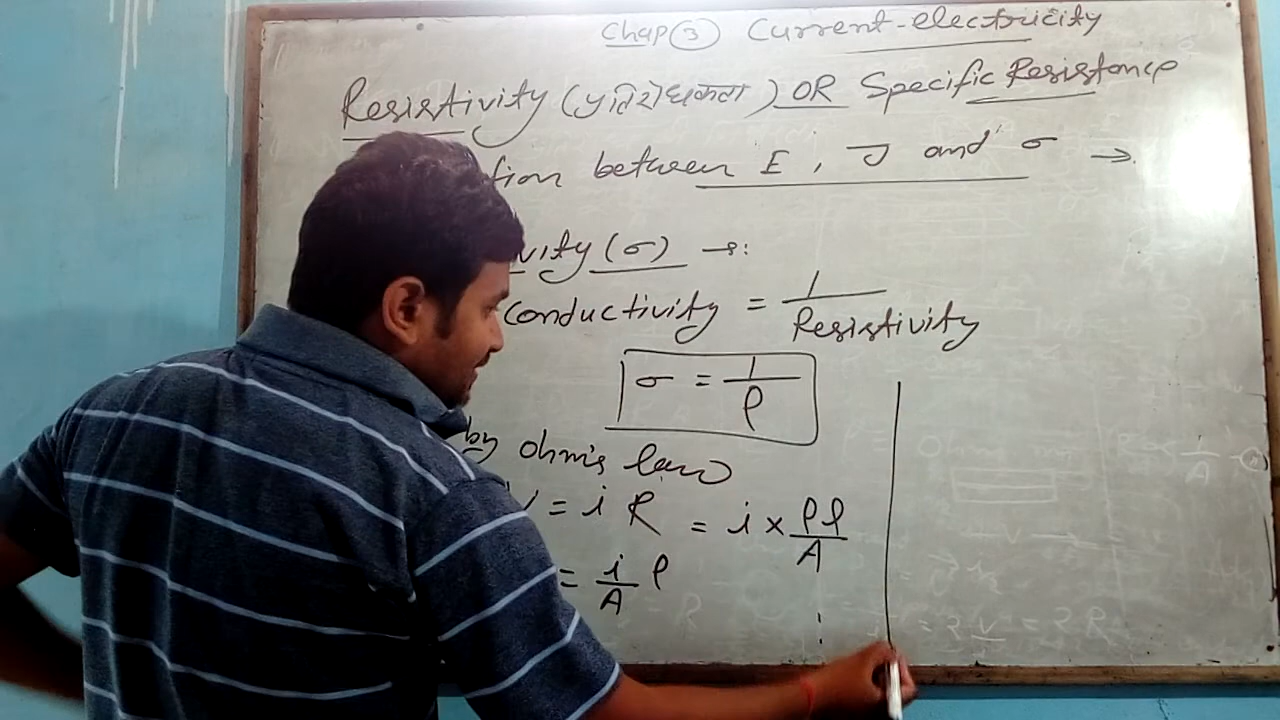 Chap ③ Current-electricity
Resistivity (प्रतिरोधकता) OR Specific Resistance
tion between E, J and σ →
vity (σ) →:
Conductivity = 1/Resistivity
σ = 1/ρ
by ohm's law
V = i R = i × ρl/A
= i/A ρ